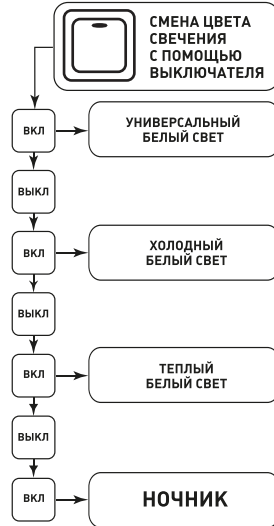 СМЕНА ЦВЕТА
СВЕЧЕНИЯ
С ПОМОЩЬЮ
ВЫКЛЮЧАТЕЛЯ
ВКЛ
УНИВЕРСАЛЬНЫЙ
БЕЛЫЙ СВЕТ
ВЫКЛ
ВКЛ
ХОЛОДНЫЙ
БЕЛЫЙ СВЕТ
ВЫКЛ
ВКЛ
ТЕПЛЫЙ
БЕЛЫЙ СВЕТ
ВЫКЛ
ВКЛ
НОЧНИК